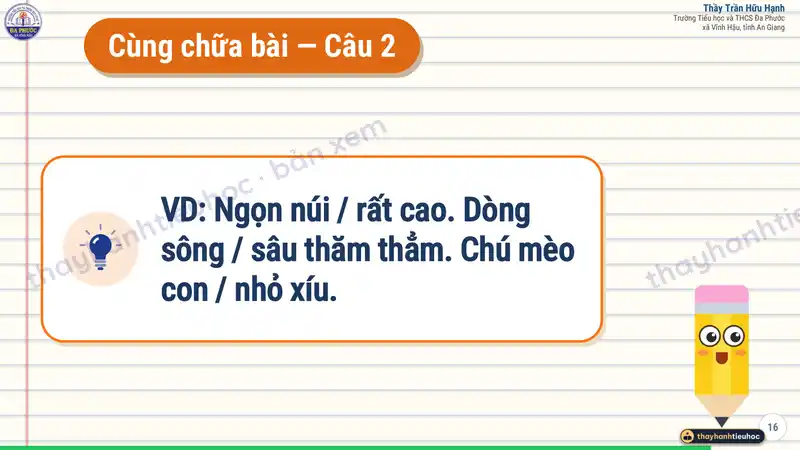 Thầy Trần Hữu Hạnh
Trường Tiểu học và THCS Đa Phước
xã Vĩnh Hậu, tỉnh An Giang
ĐA PHƯỚC
Cùng chữa bài – Câu 2
VD: Ngọn núi / rất cao. Dòng
sông / sâu thăm thẳm. Chú mèo
con / nhỏ xíu.
thayhanhtieuhoc · bản xem
thayhanhtie
thayhanhtieuhoc
16